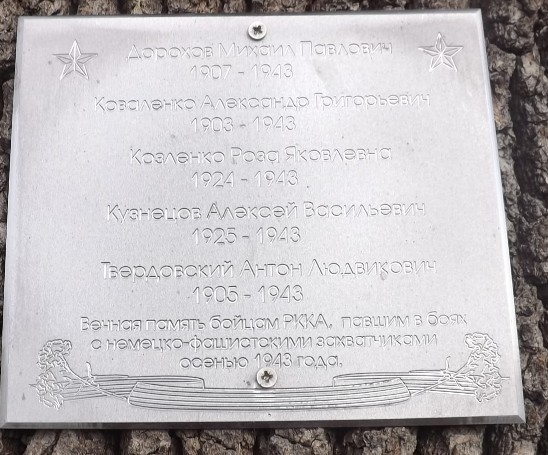 Дорохов Михаил Павлович
1907 - 1943
Коваленко Александр Григорьевич
1903 - 1943
Козленко Роза Яковлевна
1924 - 1943
Кузнецов Алексей Васильевич
1925 - 1943
Твердовский Антон Людвикович
1905 - 1943
Вечная память бойцам РККА, павшим в боях
с немецко-фашистскими захватчиками
осенью 1943 года.